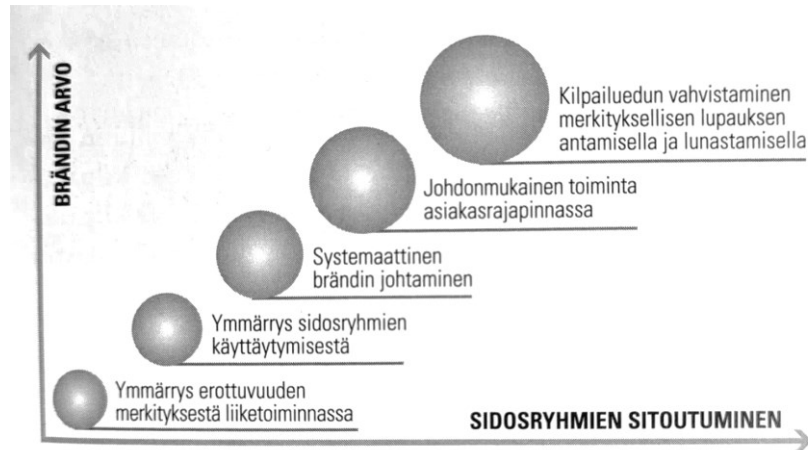 BRÄNDIN ARVO
Kilpailuedun vahvistaminen
merkityksellisen lupauksen
antamisella ja lunastamisella
Johdonmukainen toiminta
asiakasrajapinnassa
Systemaattinen
brändin johtaminen
Ymmärrys sidosryhmien
käyttäytymisestä
Ymmärrys erottuvuuden
merkityksestä liiketoiminnassa
SIDOSRYHMIEN SITOUTUMINEN